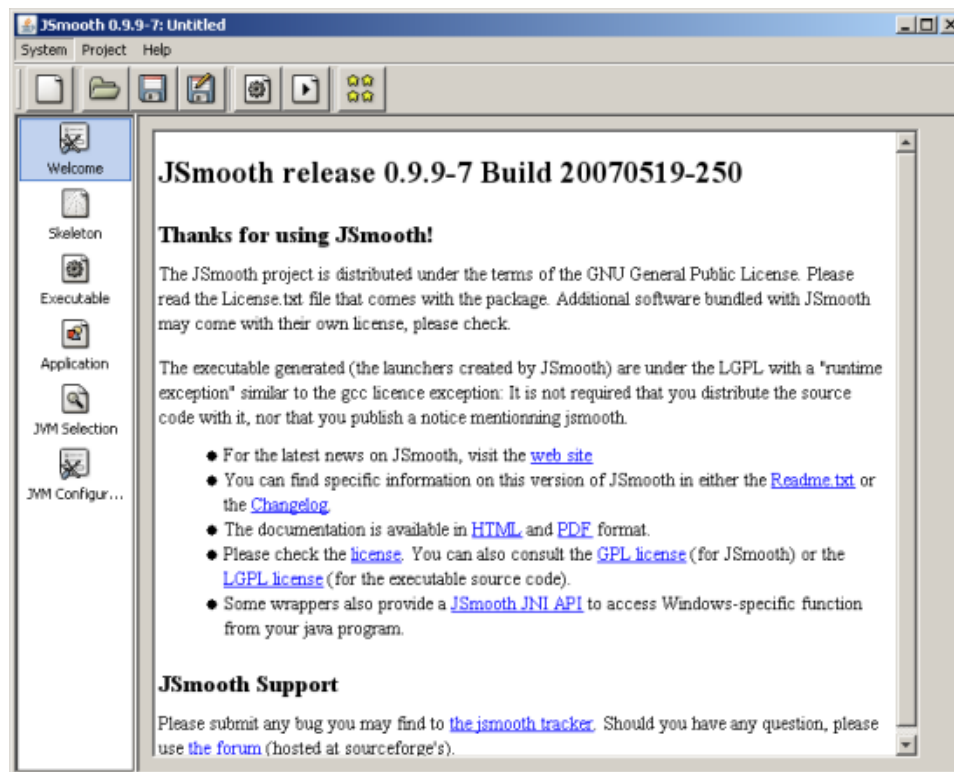 JSmooth 0.9.9-7: Untitled
System Project Help
Welcome
Skeleton
Executable
Application
JVM Selection
JVM Configur...
JSmooth release 0.9.9-7 Build 20070519-250
Thanks for using JSmooth!
The JSmooth project is distributed under the terms of the GNU General Public License. Please
read the License.txt file that comes with the package. Additional software bundled with JSmooth
may come with their own license, please check.
The executable generated (the launchers created by JSmooth) are under the LGPL with a "runtime
exception" similar to the gcc licence exception: It is not required that you distribute the source
code with it, nor that you publish a notice mentionning jsmooth.
● For the latest news on JSmooth, visit the web site
● You can find specific information on this version of JSmooth in either the Readme.txt or
the Changelog.
● The documentation is available in HTML and PDF format.
● Please check the license. You can also consult the GPL license (for JSmooth) or the
LGPL license (for the executable source code).
● Some wrappers also provide a JSmooth JNI API to access Windows-specific function
from your java program.
JSmooth Support
Please submit any bug you may find to the jsmooth tracker. Should you have any question, please
use the forum (hosted at sourceforge's).